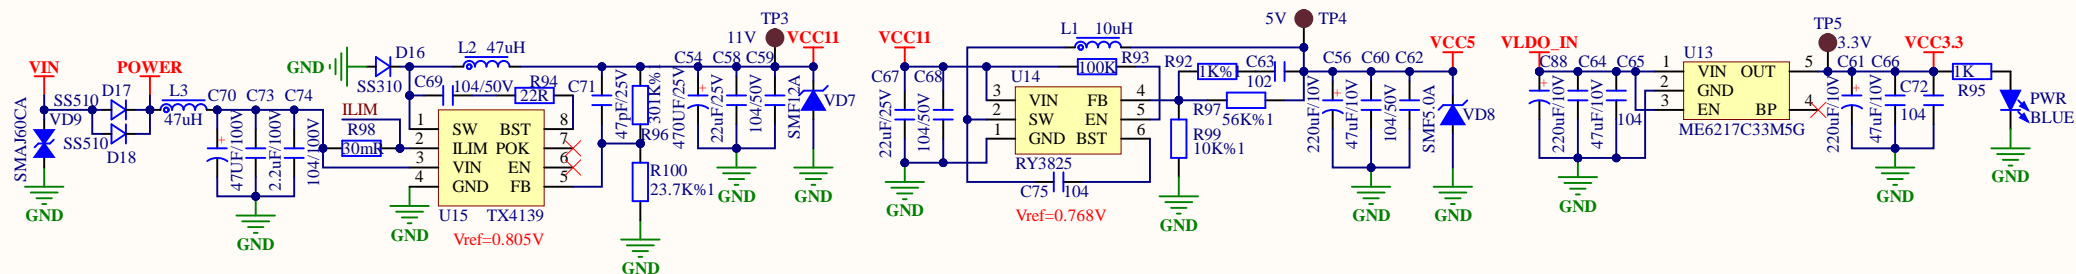 VIN
SMAJ60CA
VD9
GND
SS510
D17
SS510
D18
POWER
L3
47uH
C70
47UF/100V
C73
2.2uF/100V
C74
104/100V
GND
GND
D16
SS310
ILIM
R98
30mR
C69
104/50V
L2 47uH
R94
22R
1
2
3
4
SW
ILIM
VIN
GND
BST
POK
EN
FB
8
7
6
5
U15
TX4139
GND
Vref=0.805V
C71
47pF/25V
301K%1
R96
R100
23.7K%1
GND
C54
470UF/25V
C58
22uF/25V
C59
104/50V
GND
TP3
11V
VCC11
SMF12A
VD7
GND
VCC11
C67
22uF/25V
C68
104/50V
GND
L1 10uH
100K
R93
U14
3
2
1
VIN
SW
GND
FB
EN
BST
4
5
6
RY3825
C75
104
Vref=0.768V
R92
1K%1
C63
102
R97
56K%1
R99
10K%1
GND
5V
TP4
C56
220uF/10V
C60
47uF/10V
C62
104/50V
GND
VCC5
SMF5.0A
VD8
GND
VLDO_IN
C88
220uF/10V
C64
47uF/10V
C65
104
GND
U13
1
2
3
VIN
GND
EN
OUT
BP
5
4
ME6217C33M5G
TP5
3.3V
C61
220uF/10V
C66
47uF/10V
C72
104
GND
VCC3.3
1K
R95
PWR
BLUE
GND